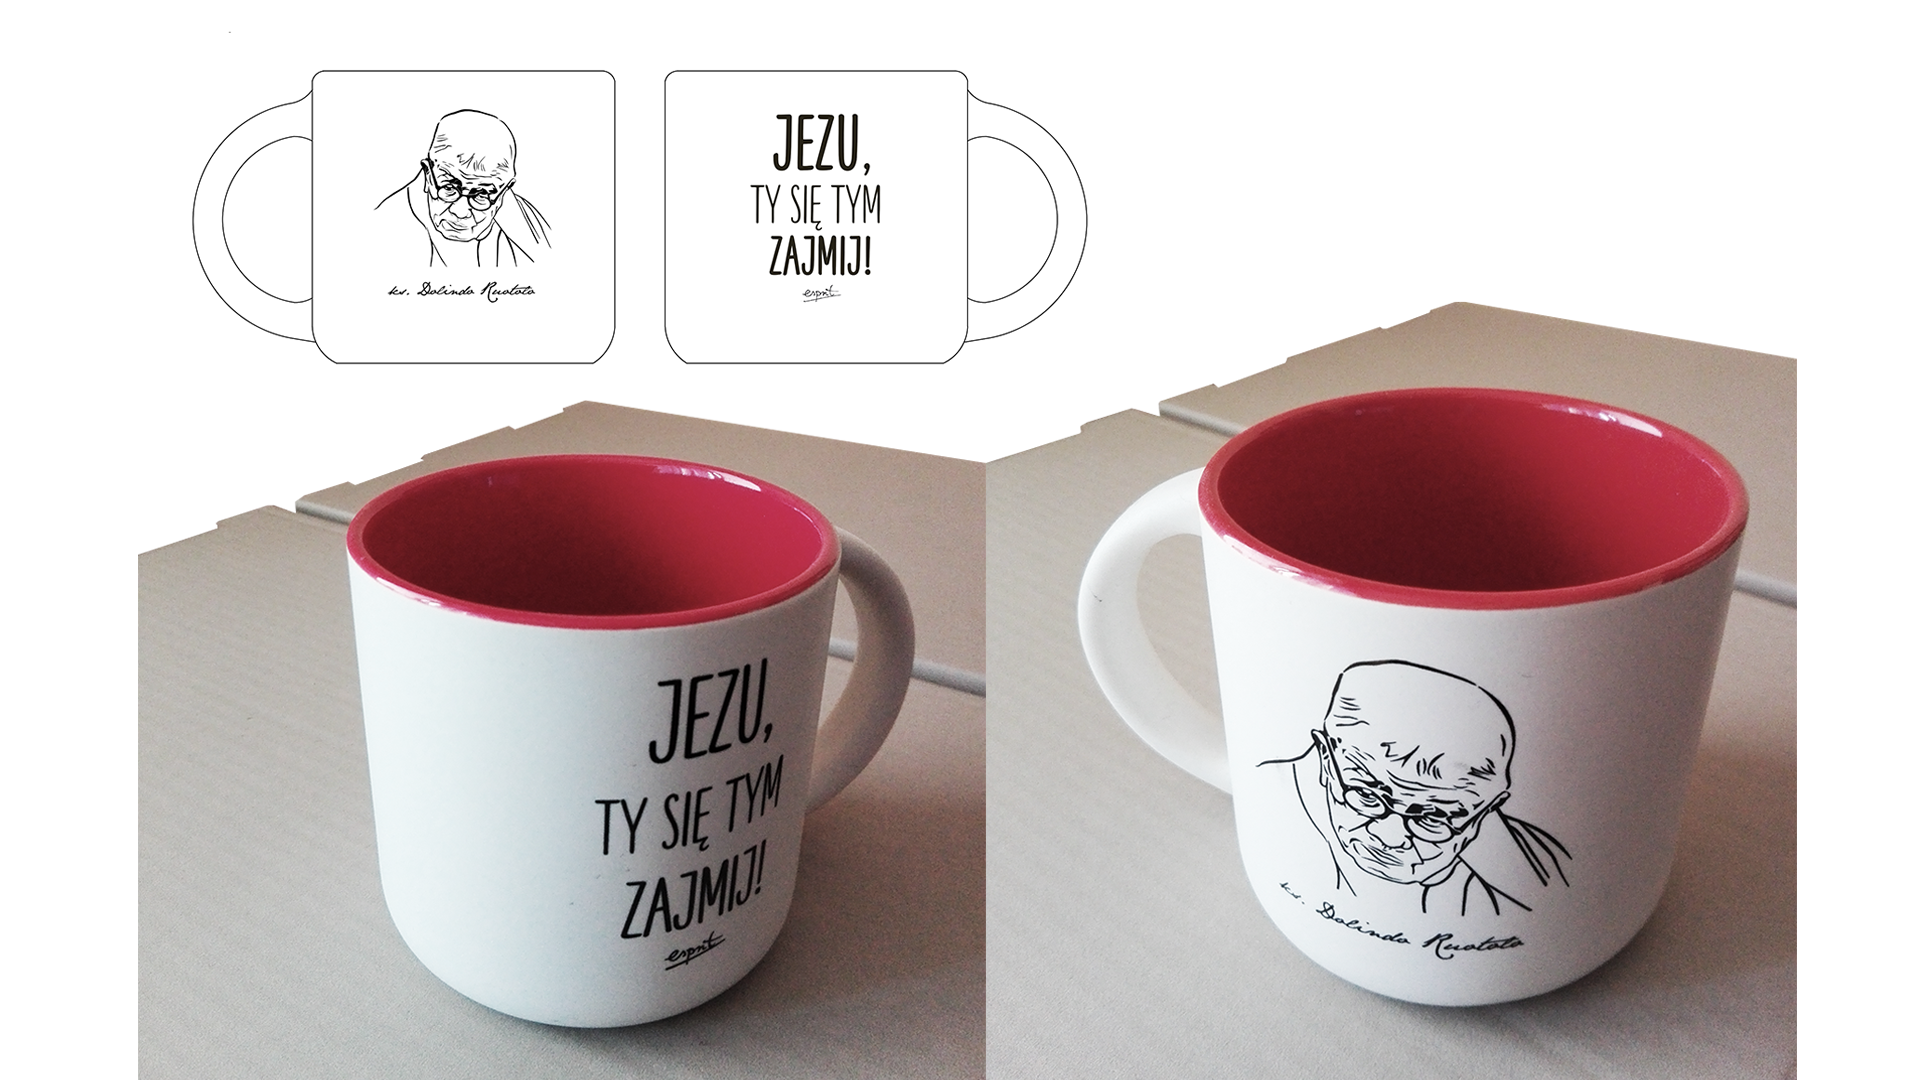 ks. Dolindo Ruotolo
JEZU,
TY SIĘ TYM
ZAJMIJ!
esprit
JEZU,
TY SIĘ TYM
ZAJMIJ!
esprit
ks. Dolindo Ruotolo